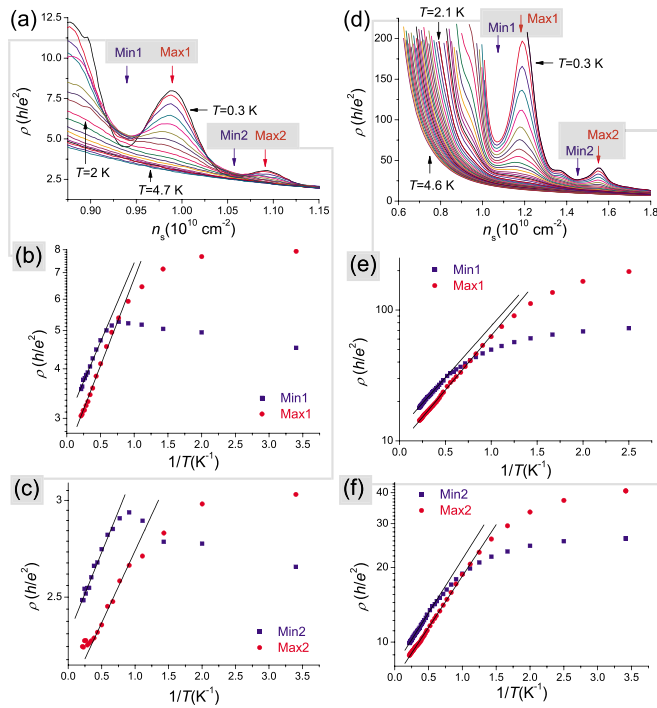 (a)
12.5
10.0
7.5
5.0
2.5
ρ (h/e²)
Min1 Max1
T=0.3 K
Min2 Max2
T=2 K
T=4.7 K
0.90 0.95 1.00 1.05 1.10 1.15
nₛ(10¹⁰ cm⁻²)
(d)
200
150
100
50
0
ρ (h/e²)
T=2.1 K
Min1
Max1
T=0.3 K
Max2
Min2
T=4.6 K
0.6 0.8 1.0 1.2 1.4 1.6 1.8
nₛ(10¹⁰ cm⁻²)
(b)
8
7
6
5
4
3
ρ (h/e²)
Min1
Max1
0.0 0.5 1.0 1.5 2.0 2.5 3.0 3.5
1/T(K⁻¹)
(e)
100
10
ρ (h/e²)
Min1
Max1
0.0 0.5 1.0 1.5 2.0 2.5
1/T(K⁻¹)
(c)
3
2.5
ρ (h/e²)
Min2
Max2
0.0 0.5 1.0 1.5 2.0 2.5 3.0 3.5
1/T(K⁻¹)
(f)
40
30
20
10
ρ (h/e²)
Min2
Max2
0.0 0.5 1.0 1.5 2.0 2.5 3.0 3.5
1/T(K⁻¹)